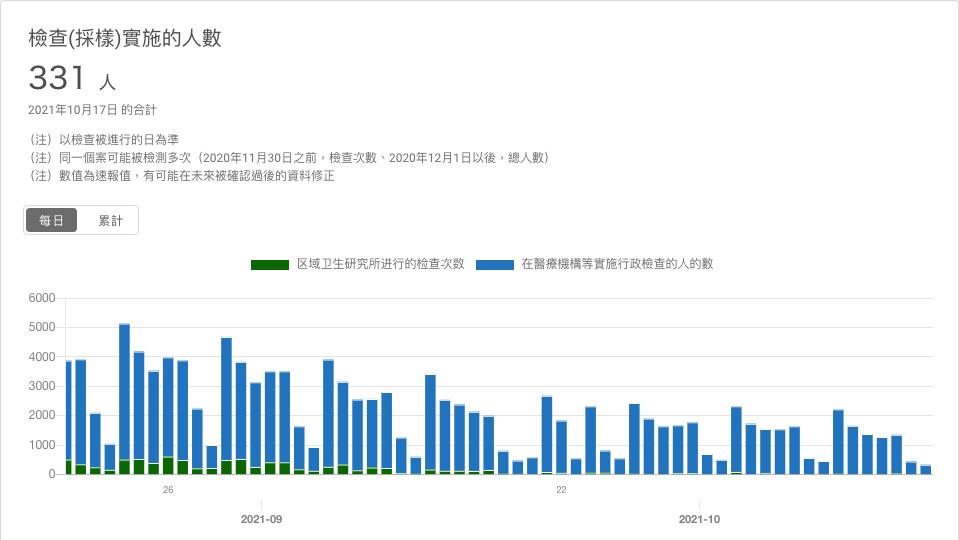 檢查(採樣)實施的人數
331 人
2021年10月17日 的合計
（注）以檢查被進行的日為準
（注）同一個案可能被檢測多次（2020年11月30日之前，檢查次數、2020年12月1日以後，總人數）
（注）數值為速報值，有可能在未來被確認過後的資料修正
每日 累計
区域卫生研究所进行的检查次数 在醫療機構等實施行政檢查的人的數
6000
5000
4000
3000
2000
1000
0
26 22
2021-09 2021-10